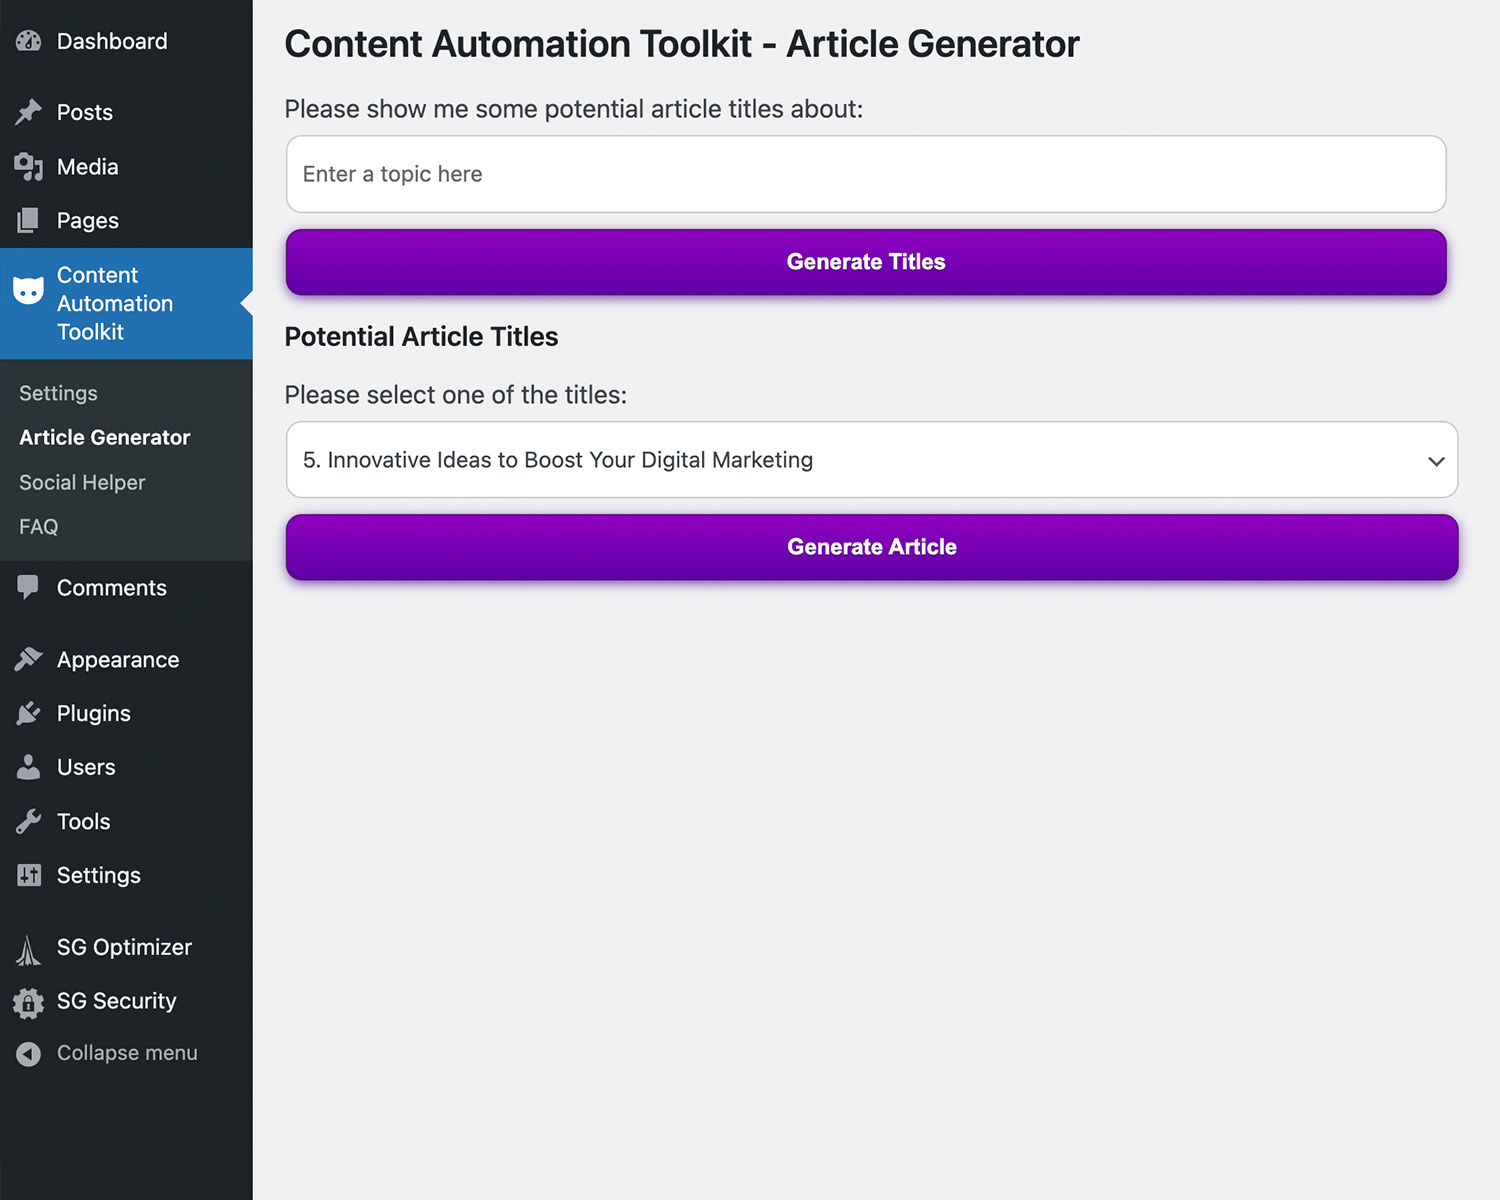 Dashboard
Posts
Media
Pages
Content
Automation
Toolkit
Settings
Article Generator
Social Helper
FAQ
Comments
Appearance
Plugins
Users
Tools
Settings
SG Optimizer
SG Security
Collapse menu
Content Automation Toolkit - Article Generator
Please show me some potential article titles about:
Enter a topic here
Generate Titles
Potential Article Titles
Please select one of the titles:
5. Innovative Ideas to Boost Your Digital Marketing
Generate Article